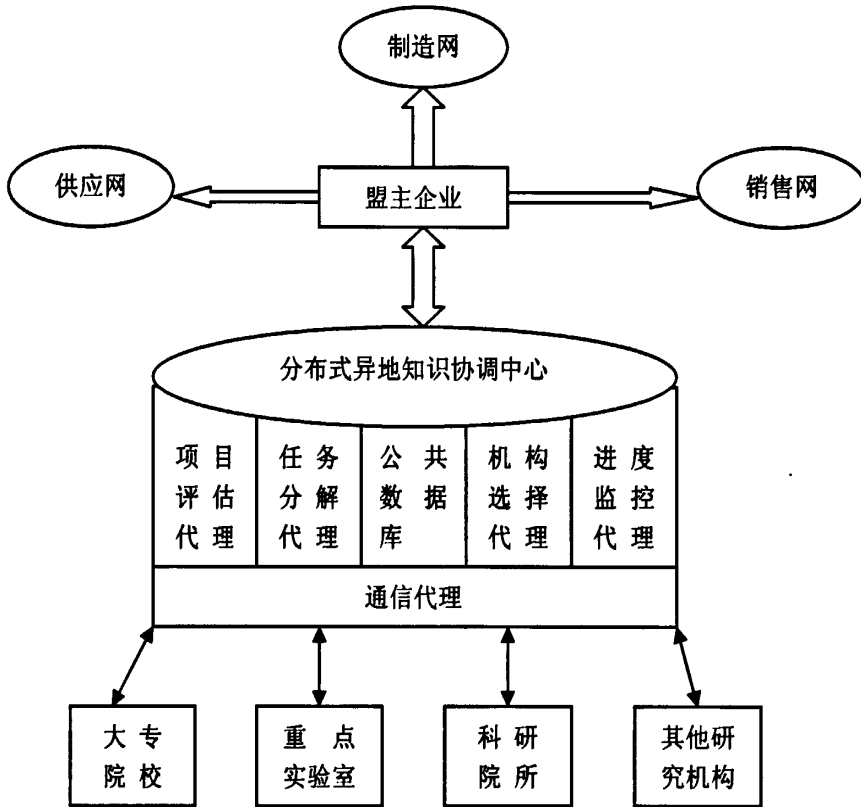 制造网
供应网
盟主企业
销售网
分布式异地知识协调中心
项目
评估
代理
任务
分解
代理
公共
数据
库
机构
选择
代理
进度
监控
代理
通信代理
大专
院校
重点
实验室
科研
院所
其他研
究机构